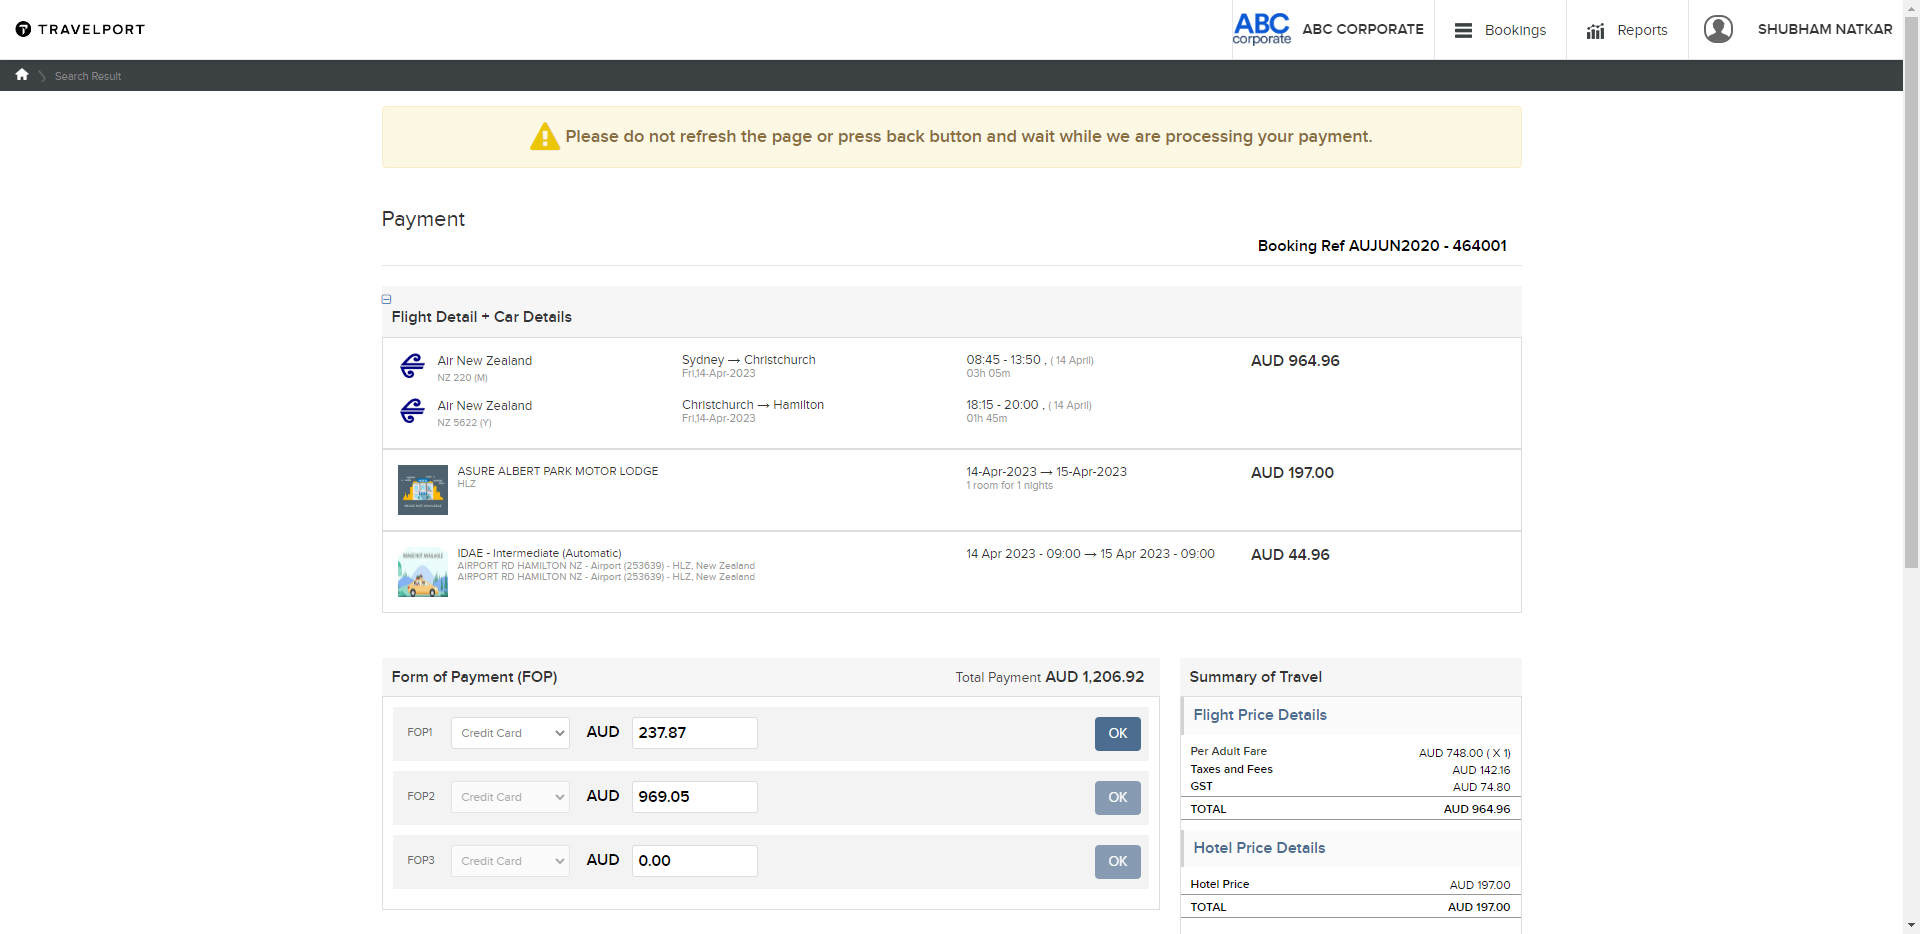 TRAVELPORT
ABC corporate ABC CORPORATE Bookings Reports SHUBHAM NATKAR
Search Result
Please do not refresh the page or press back button and wait while we are processing your payment.
Payment
Booking Ref AUJUN2020 - 464001
Flight Detail + Car Details
Air New Zealand Sydney → Christchurch 08:45 - 13:50 , ( 14 April) AUD 964.96
NZ 220 (M) Fri,14-Apr-2023 03h 05m
Air New Zealand Christchurch → Hamilton 18:15 - 20:00 , ( 14 April)
NZ 5622 (Y) Fri,14-Apr-2023 01h 45m
ASURE ALBERT PARK MOTOR LODGE 14-Apr-2023 → 15-Apr-2023 AUD 197.00
HLZ 1 room for 1 nights
IMAGE NOT AVAILABLE
IMAGE NOT AVAILABLE
IDAE - Intermediate (Automatic) 14 Apr 2023 - 09:00 → 15 Apr 2023 - 09:00 AUD 44.96
AIRPORT RD HAMILTON NZ - Airport (253639) - HLZ, New Zealand
AIRPORT RD HAMILTON NZ - Airport (253639) - HLZ, New Zealand
Form of Payment (FOP) Total Payment AUD 1,206.92
FOP1 Credit Card AUD 237.87 OK
FOP2 Credit Card AUD 969.05 OK
FOP3 Credit Card AUD 0.00 OK
Summary of Travel
Flight Price Details
Per Adult Fare AUD 748.00 ( X 1)
Taxes and Fees AUD 142.16
GST AUD 74.80
TOTAL AUD 964.96
Hotel Price Details
Hotel Price AUD 197.00
TOTAL AUD 197.00